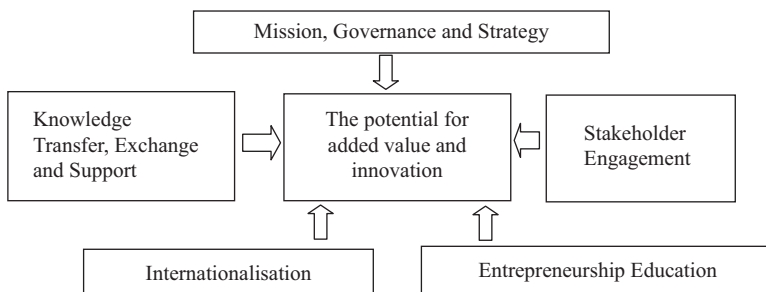 Mission, Governance and Strategy
Knowledge
Transfer, Exchange
and Support
The potential for
added value and
innovation
Stakeholder
Engagement
Internationalisation
Entrepreneurship Education